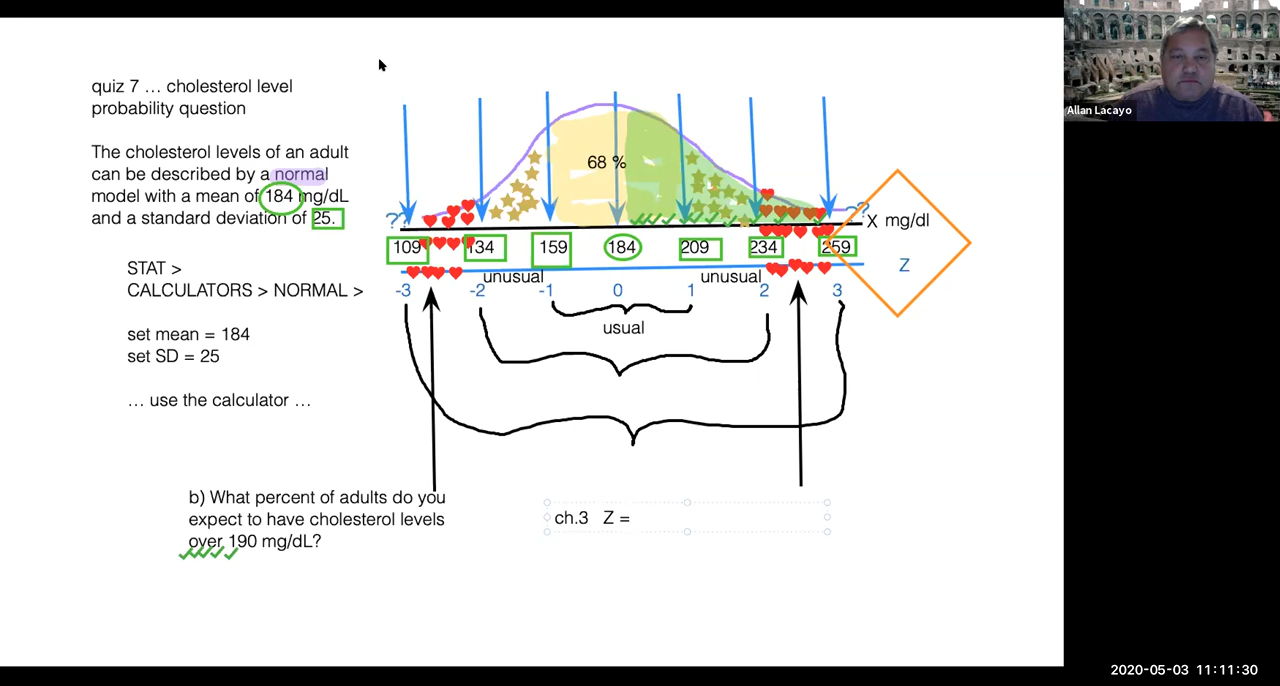 quiz 7 … cholesterol level
probability question
The cholesterol levels of an adult
can be described by a normal
model with a mean of 184 mg/dL
and a standard deviation of 25.
STAT >
CALCULATORS > NORMAL >
set mean = 184
set SD = 25
… use the calculator …
68 %
??
??
X mg/dl
109 134 159 184 209 234 259
Z
unusual unusual
-3 -2 -1 0 1 2 3
usual
b) What percent of adults do you
expect to have cholesterol levels
over 190 mg/dL?
ch.3 Z =
Allan Lacayo
2020-05-03 11:11:30